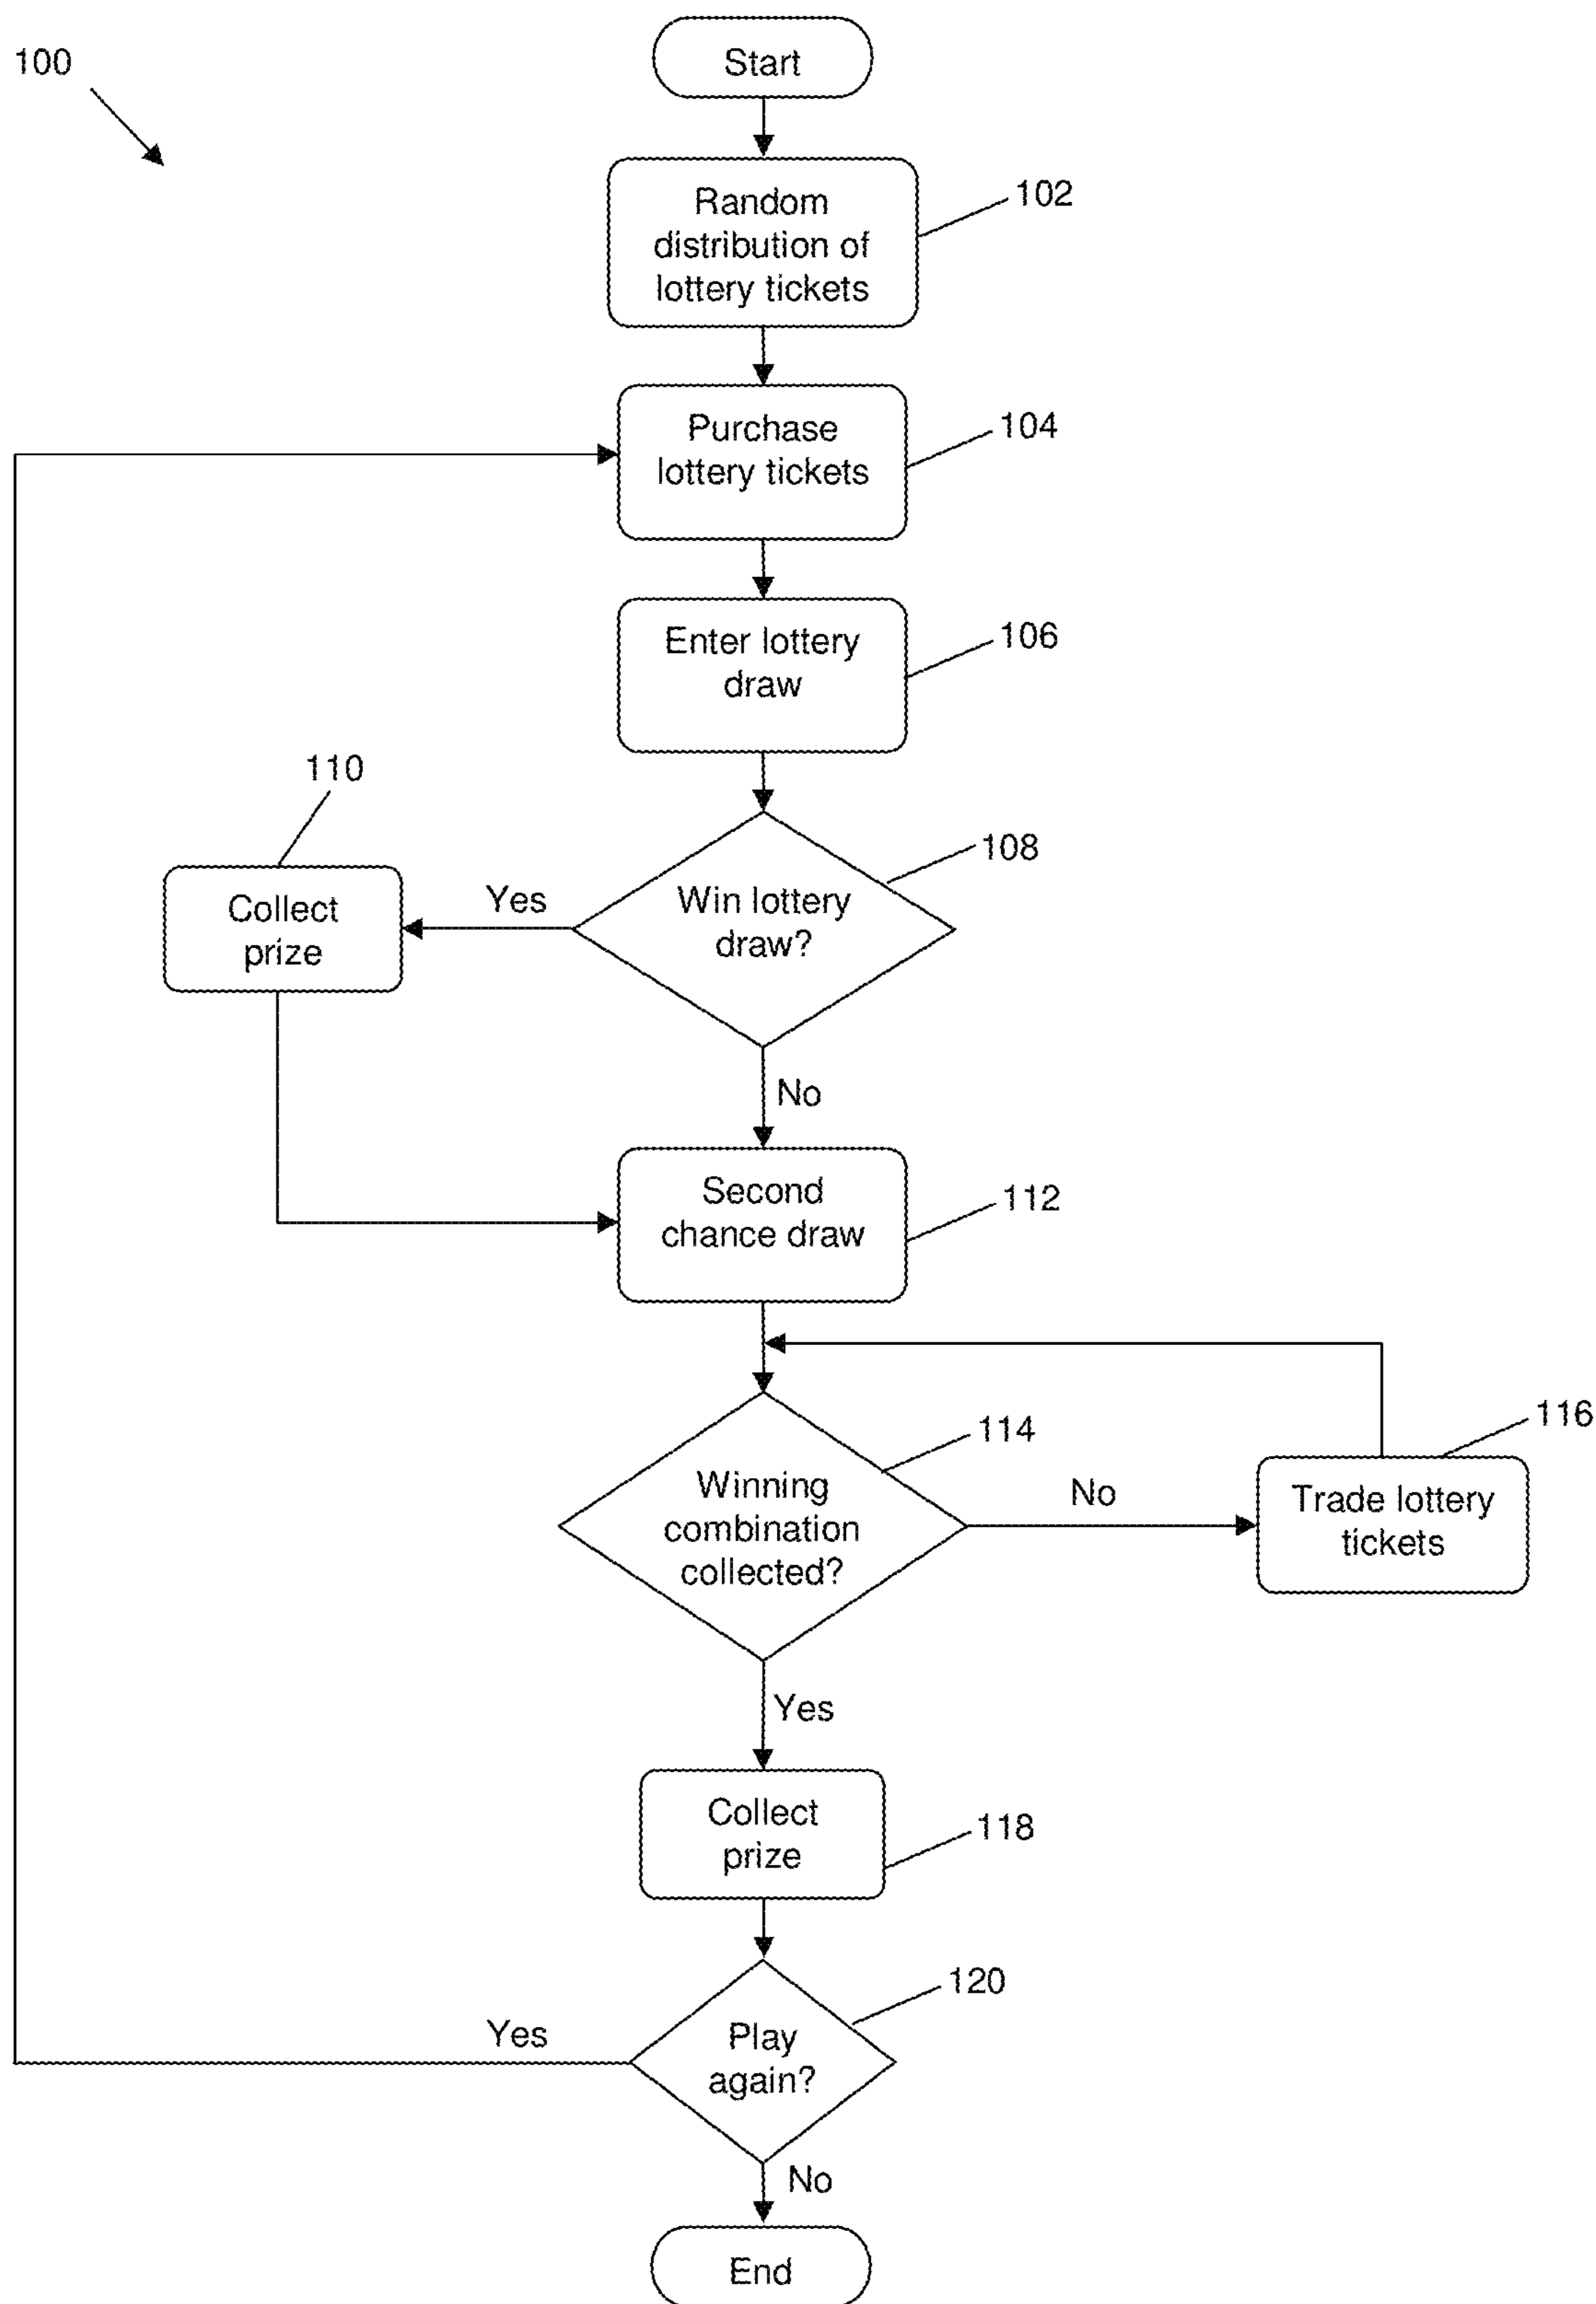 Start
100
Random
distribution of
lottery tickets
102
Purchase
lottery tickets
104
Enter lottery
draw
106
110
Collect
prize
Yes
Win lottery
draw?
108
No
Second
chance draw
112
Winning
combination
collected?
114
No
Trade lottery
tickets
116
Yes
Collect
prize
118
Play
again?
120
Yes
No
End